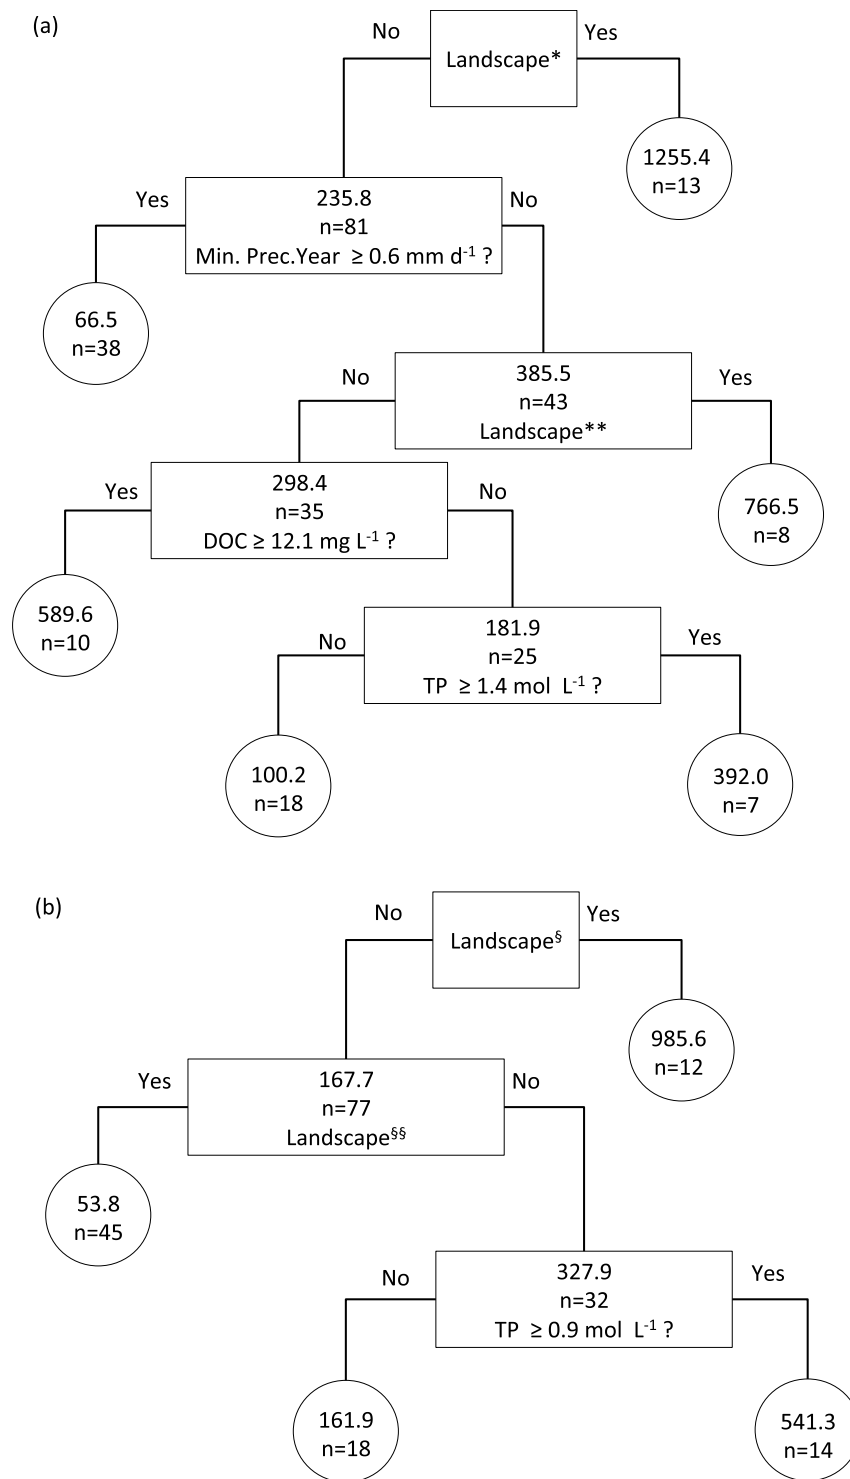 (a)
No
Yes
Landscape*
1255.4
n=13
Yes
235.8
n=81
Min. Prec.Year ≥ 0.6 mm d⁻¹ ?
No
66.5
n=38
No
385.5
n=43
Landscape**
Yes
Yes
298.4
n=35
DOC ≥ 12.1 mg L⁻¹ ?
No
766.5
n=8
589.6
n=10
No
181.9
n=25
TP ≥ 1.4 mol L⁻¹ ?
Yes
100.2
n=18
392.0
n=7
(b)
No
Yes
Landscape§
985.6
n=12
Yes
167.7
n=77
Landscape§§
No
53.8
n=45
No
327.9
n=32
TP ≥ 0.9 mol L⁻¹ ?
Yes
161.9
n=18
541.3
n=14